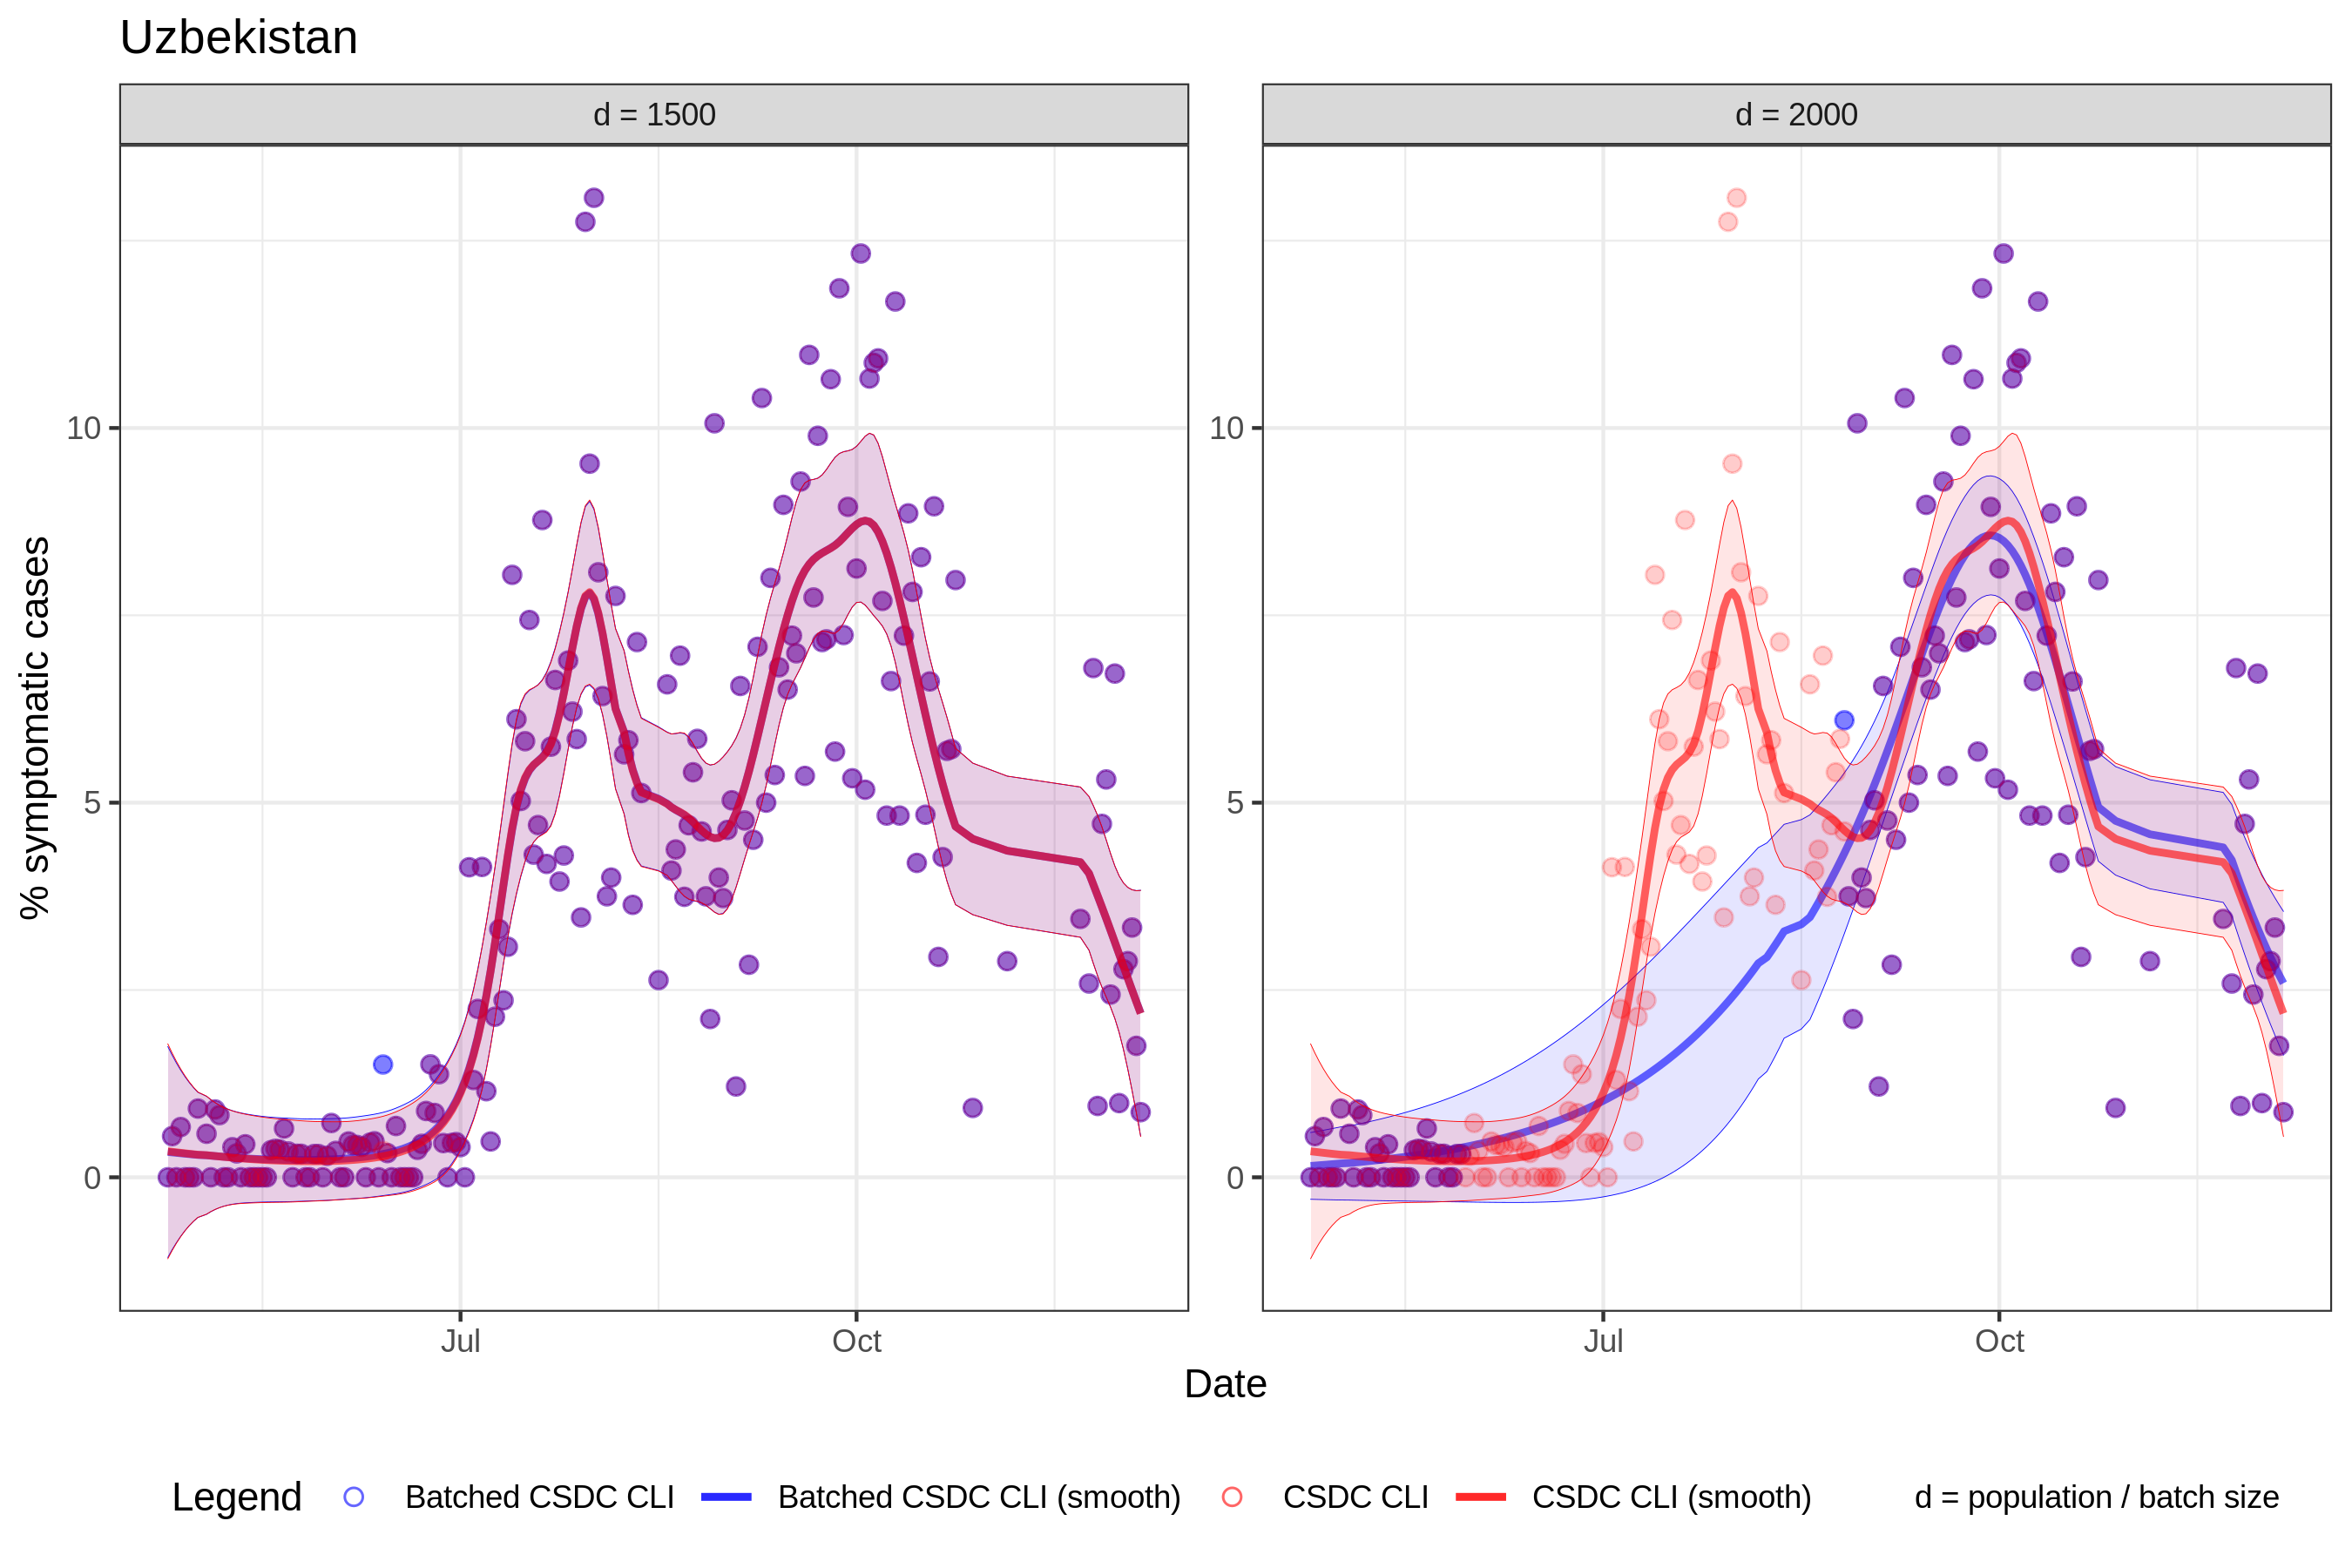 Uzbekistan
d = 1500
d = 2000
% symptomatic cases
10
5
0
10
5
0
Jul
Oct
Jul
Oct
Date
Legend
Batched CSDC CLI
Batched CSDC CLI (smooth)
CSDC CLI
CSDC CLI (smooth)
d = population / batch size